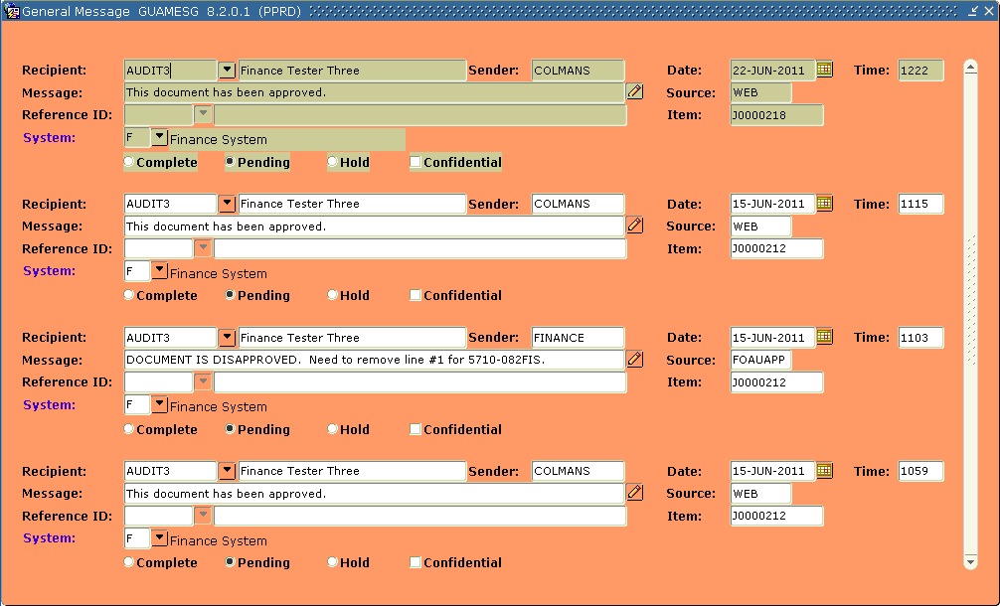 General Message GUAMESG 8.2.0.1 (PPRD)
Recipient: AUDIT3 Finance Tester Three Sender: COLMANS Date: 22-JUN-2011 Time: 1222
Message: This document has been approved. Source: WEB
Reference ID: Item: J0000218
System: F Finance System
Complete Pending Hold Confidential
Recipient: AUDIT3 Finance Tester Three Sender: COLMANS Date: 15-JUN-2011 Time: 1115
Message: This document has been approved. Source: WEB
Reference ID: Item: J0000212
System: F Finance System
Complete Pending Hold Confidential
Recipient: AUDIT3 Finance Tester Three Sender: FINANCE Date: 15-JUN-2011 Time: 1103
Message: DOCUMENT IS DISAPPROVED. Need to remove line #1 for 5710-082FIS. Source: FOAUAPP
Reference ID: Item: J0000212
System: F Finance System
Complete Pending Hold Confidential
Recipient: AUDIT3 Finance Tester Three Sender: COLMANS Date: 15-JUN-2011 Time: 1059
Message: This document has been approved. Source: WEB
Reference ID: Item: J0000212
System: F Finance System
Complete Pending Hold Confidential